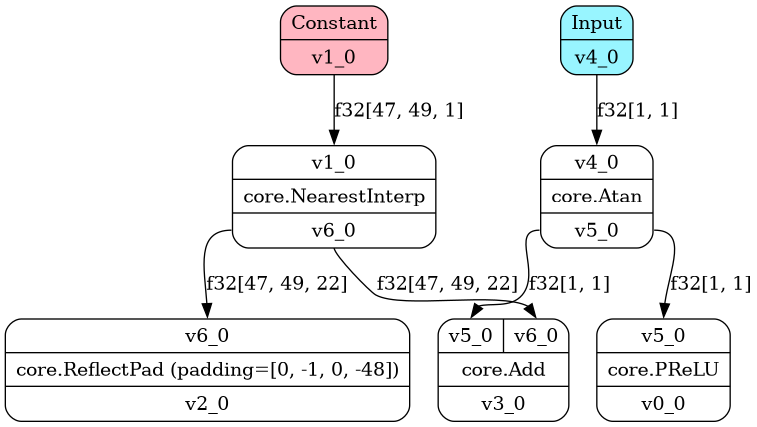 Constant
v1_0
Input
v4_0
f32[47, 49, 1]
f32[1, 1]
v1_0
core.NearestInterp
v6_0
v4_0
core.Atan
v5_0
f32[47, 49, 22]
f32[47, 49, 22]
f32[1, 1]
f32[1, 1]
v6_0
core.ReflectPad (padding=[0, -1, 0, -48])
v2_0
v5_0
v6_0
core.Add
v3_0
v5_0
core.PReLU
v0_0